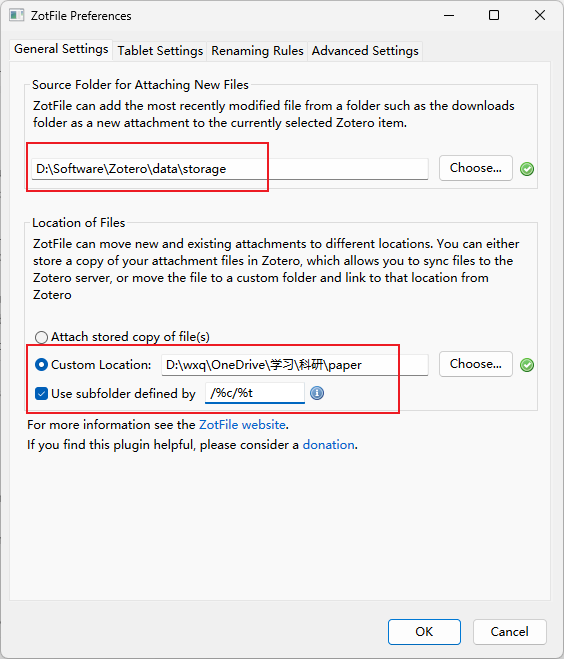 ZotFile Preferences
General Settings Tablet Settings Renaming Rules Advanced Settings
Source Folder for Attaching New Files
ZotFile can add the most recently modified file from a folder such as the downloads
folder as a new attachment to the currently selected Zotero item.
D:\Software\Zotero\data\storage Choose...
Location of Files
ZotFile can move new and existing attachments to different locations. You can either
store a copy of your attachment files in Zotero, which allows you to sync files to the
Zotero server, or move the file to a custom folder and link to that location from
Zotero
Attach stored copy of file(s)
Custom Location: D:\wxq\OneDrive\学习\科研\paper Choose...
Use subfolder defined by /%c/%t
For more information see the ZotFile website.
If you find this plugin helpful, please consider a donation.
OK Cancel